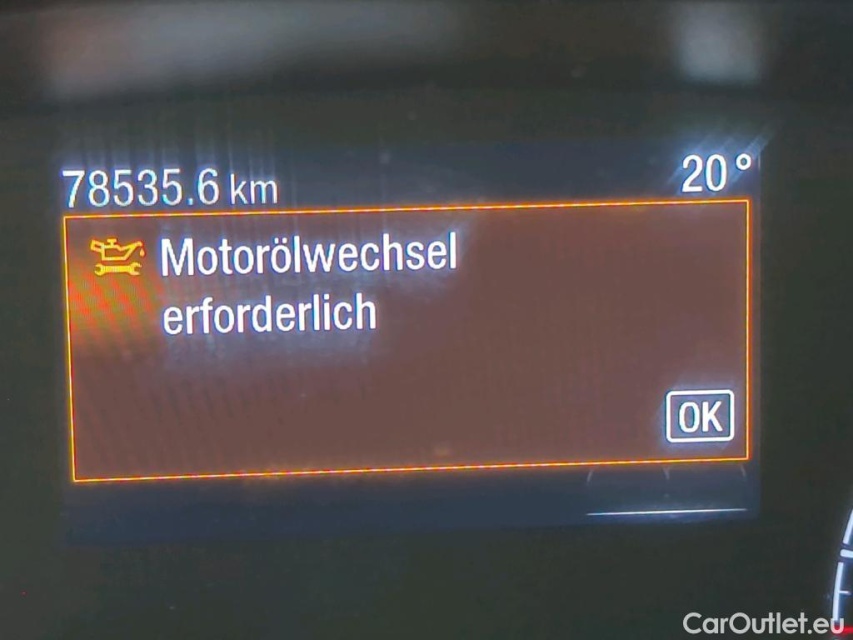 78535.6 km
20°
Motorölwechsel
erforderlich
OK
CarOutlet.eu